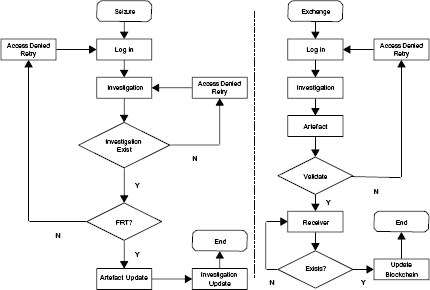 Seizure
Access Denied
Retry
Log in
Investigation
Access Denied
Retry
Investigation
Exist
N
Y
FRT?
N
Y
End
Artefact Update
Investigation
Update
Exchange
Log in
Access Denied
Retry
Investigation
Artefact
Validate
N
Y
Receiver
End
Exists?
N
Y
Update
Blockchain